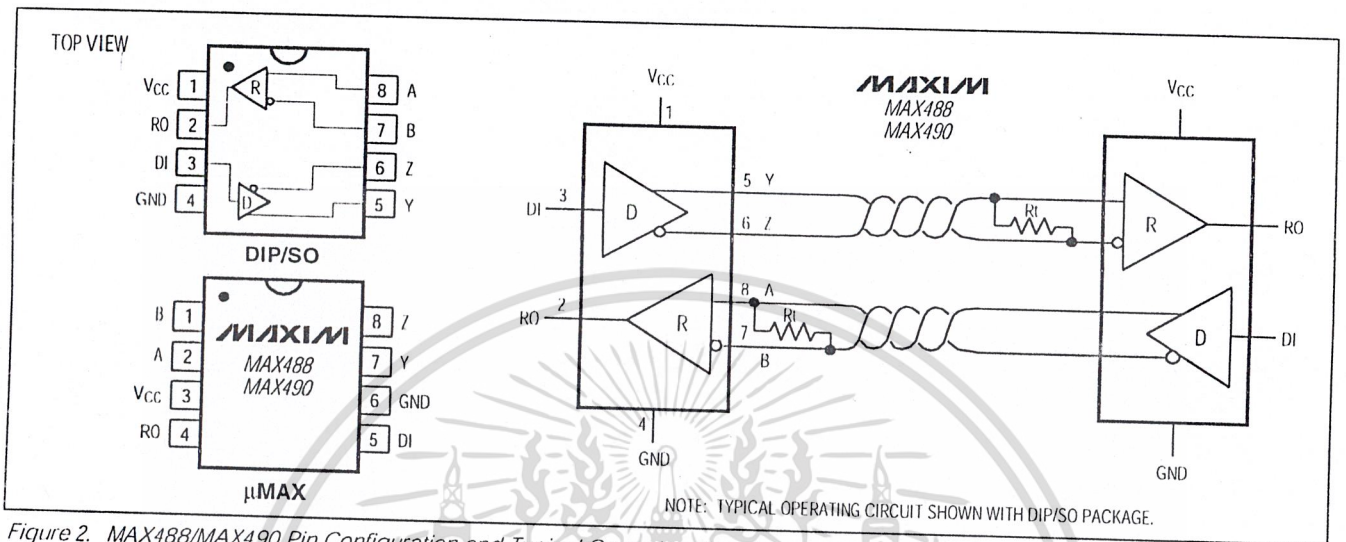 TOP VIEW
VCC 1
RO 2
DI 3
GND 4
R
D
8 A
7 B
6 Z
5 Y
DIP/SO
B 1
A 2
VCC 3
RO 4
MAXIM
MAX488
MAX490
8 Z
7 Y
6 GND
5 DI
µMAX
VCC
1
MAXIM
MAX488
MAX490
VCC
DI 3
D
5 Y
6 Z
Rt
R
RO
RO 2
R
8 A
Rt
7
B
D
DI
4
GND
GND
NOTE: TYPICAL OPERATING CIRCUIT SHOWN WITH DIP/SO PACKAGE.
Figure 2. MAX488/MAX490 Pin Configuration and Typical